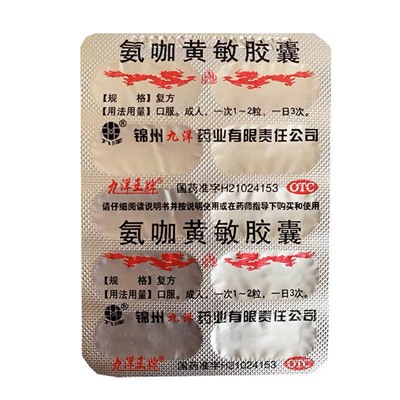 氨咖黄敏胶囊
【规　格】复方
【用法用量】口服。成人，一次1～2粒，一日3次。
九洋 ® 锦州九洋药业有限责任公司
国药准字H21024153 OTC
请仔细阅读说明书并按说明使用或在药师指导下购买和使用
氨咖黄敏胶囊
【规　格】复方
【用法用量】口服。成人，一次1～2粒，一日3次。
九洋 ® 锦州九洋药业有限责任公司
国药准字H21024153 OTC